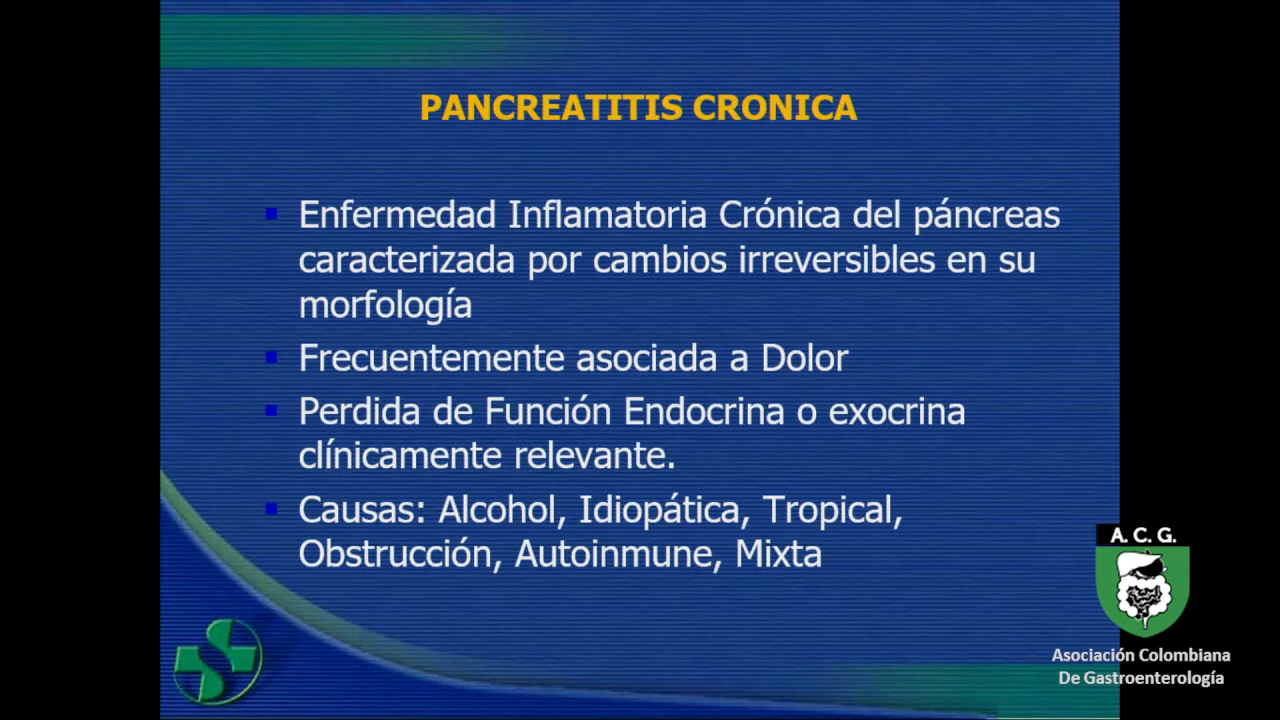 PANCREATITIS CRONICA
Enfermedad Inflamatoria Crónica del páncreas
caracterizada por cambios irreversibles en su
morfología
Frecuentemente asociada a Dolor
Perdida de Función Endocrina o exocrina
clínicamente relevante.
Causas: Alcohol, Idiopática, Tropical,
Obstrucción, Autoinmune, Mixta
A. C. G.
Asociación Colombiana
De Gastroenterología